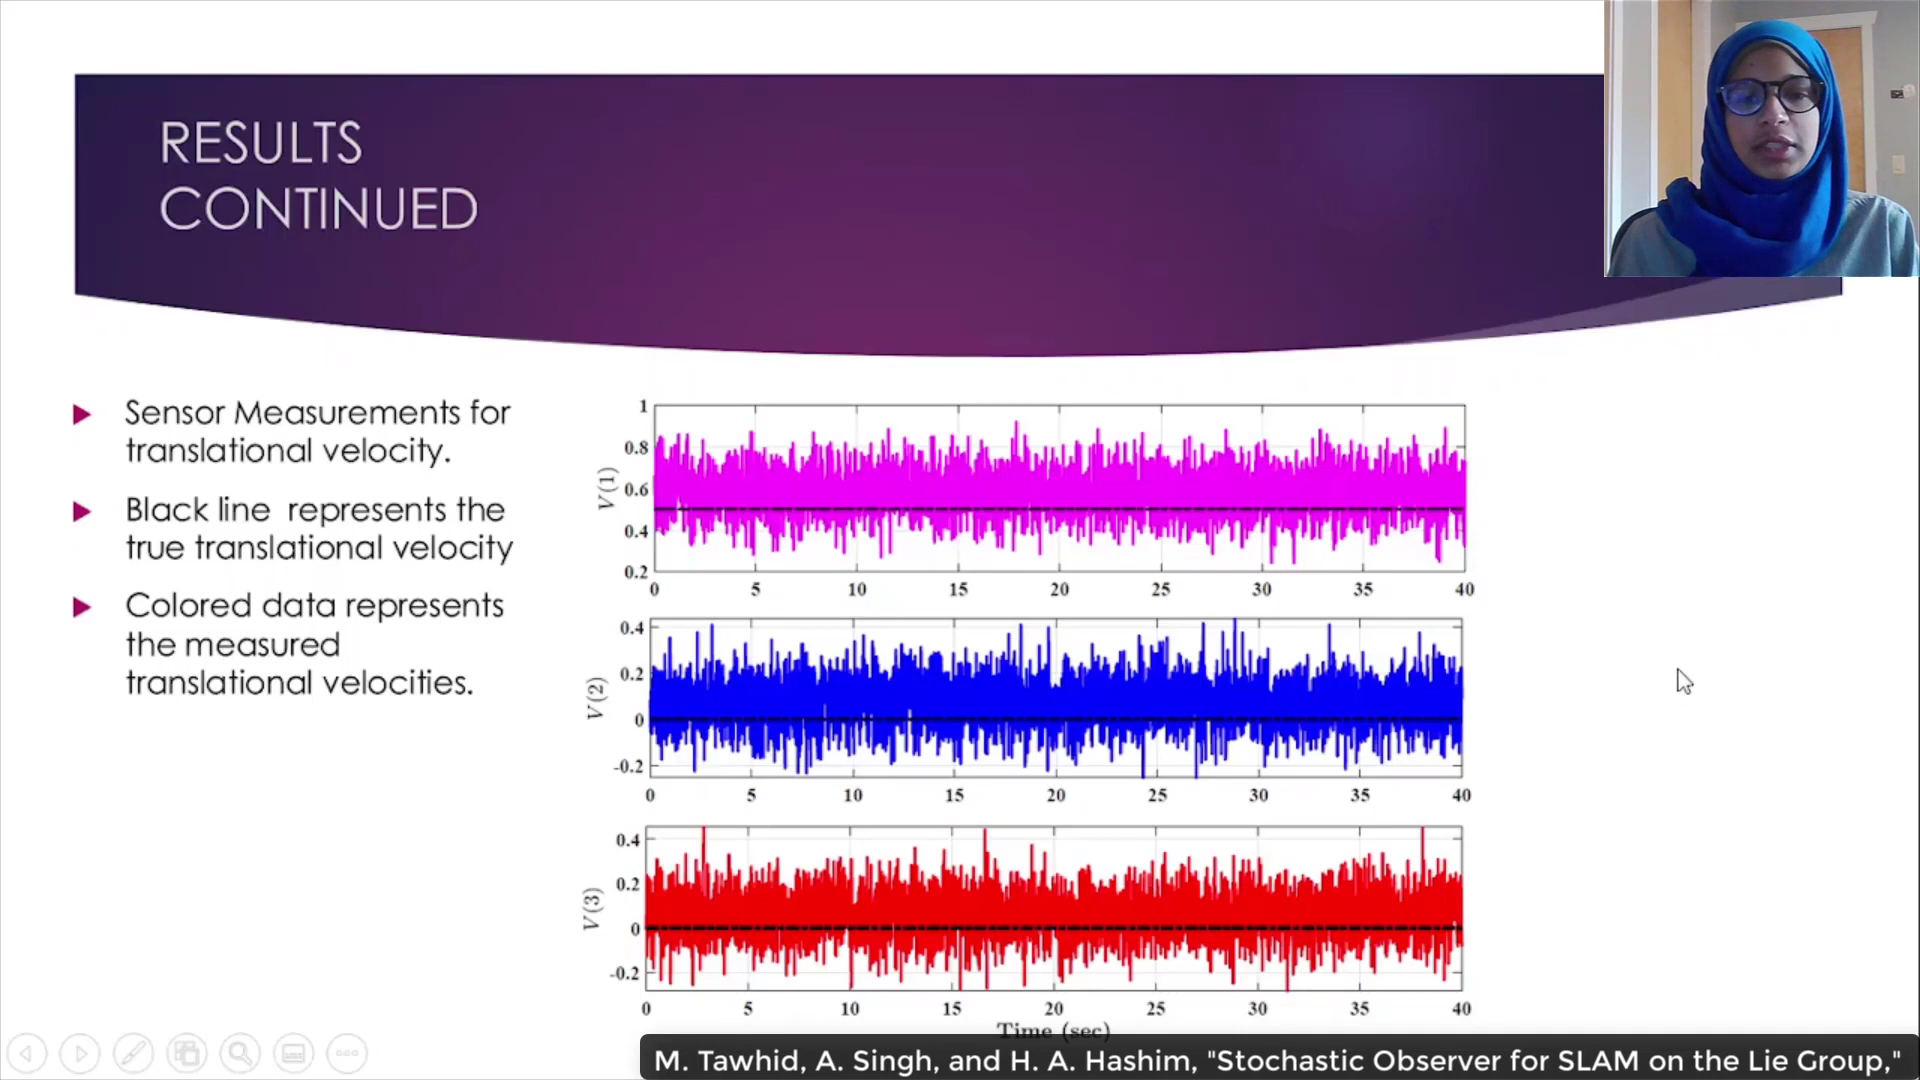 RESULTS
CONTINUED
Sensor Measurements for
translational velocity.
Black line represents the
true translational velocity
Colored data represents
the measured
translational velocities.
1
0.8
0.6
0.4
0.2
V(1)
0 5 10 15 20 25 30 35 40
0.4
0.2
0
-0.2
V(2)
0 5 10 15 20 25 30 35 40
0.4
0.2
0
-0.2
V(3)
0 5 10 15 20 25 30 35 40
Time (sec)
M. Tawhid, A. Singh, and H. A. Hashim, "Stochastic Observer for SLAM on the Lie Group,"